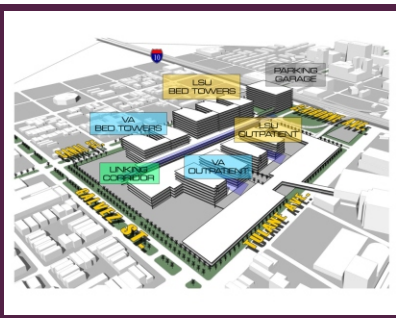 10
PARKING
GARAGE
LSU
BED TOWERS
VA
BED TOWERS
LSU
OUTPATIENT
LINKING
CORRIDOR
VA
OUTPATIENT
GALVEZ ST.
TULANE AVE.